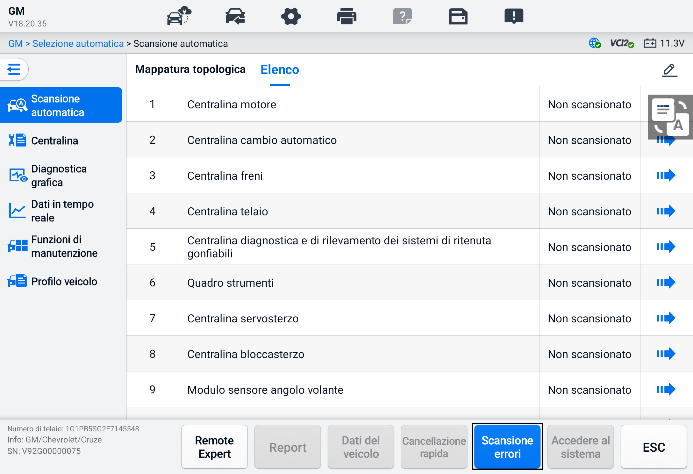 GM
V18.20.35
GM > Selezione automatica > Scansione automatica
VCI2
11.3V
Mappatura topologica
Elenco
Scansione
automatica
Centralina
Diagnostica
grafica
Dati in tempo
reale
Funzioni di
manutenzione
Profilo veicolo
1 Centralina motore Non scansionato
2 Centralina cambio automatico Non scansionato
3 Centralina freni Non scansionato
4 Centralina telaio Non scansionato
5 Centralina diagnostica e di rilevamento dei sistemi di ritenuta
gonfiabili Non scansionato
6 Quadro strumenti Non scansionato
7 Centralina servosterzo Non scansionato
8 Centralina bloccasterzo Non scansionato
9 Modulo sensore angolo volante Non scansionato
A
Numero di telaio: 1G1PB5SG2F7145548
Info: GM/Chevrolet/Cruze
SN: V92G00000075
Remote
Expert
Report
Dati del
veicolo
Cancellazione
rapida
Scansione
errori
Accedere al
sistema
ESC